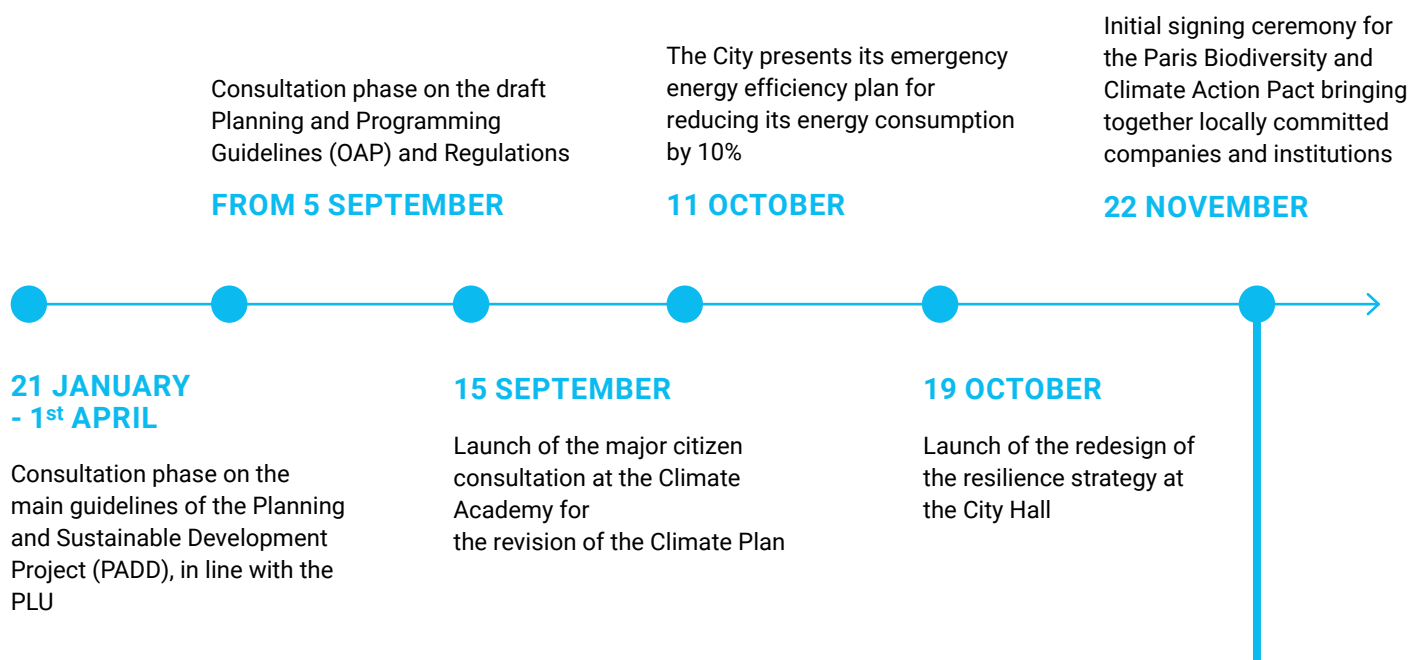 Consultation phase on the draft
Planning and Programming
Guidelines (OAP) and Regulations
FROM 5 SEPTEMBER
The City presents its emergency
energy efficiency plan for
reducing its energy consumption
by 10%
11 OCTOBER
Initial signing ceremony for
the Paris Biodiversity and
Climate Action Pact bringing
together locally committed
companies and institutions
22 NOVEMBER
21 JANUARY
- 1st APRIL
Consultation phase on the
main guidelines of the Planning
and Sustainable Development
Project (PADD), in line with the
PLU
15 SEPTEMBER
Launch of the major citizen
consultation at the Climate
Academy for
the revision of the Climate Plan
19 OCTOBER
Launch of the redesign of
the resilience strategy at
the City Hall